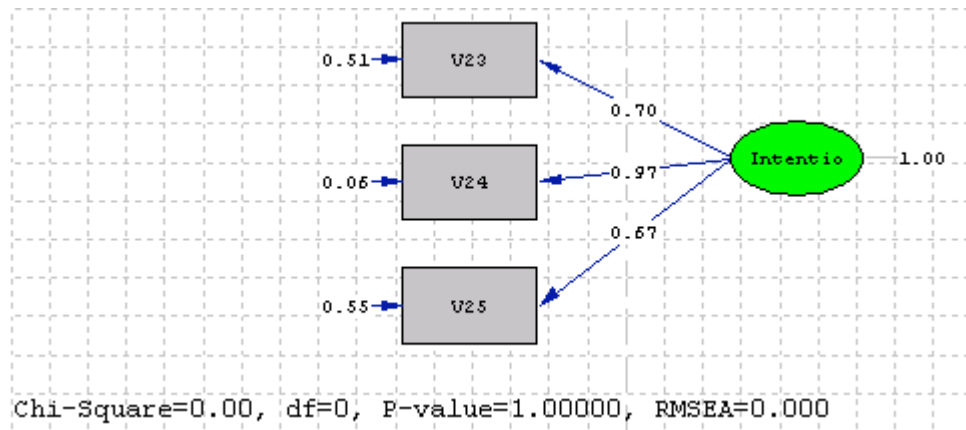 0.51
V23
0.70
Intentio
1.00
0.06
V24
0.97
0.67
0.55
V25
Chi-Square=0.00, df=0, P-value=1.00000, RMSEA=0.000